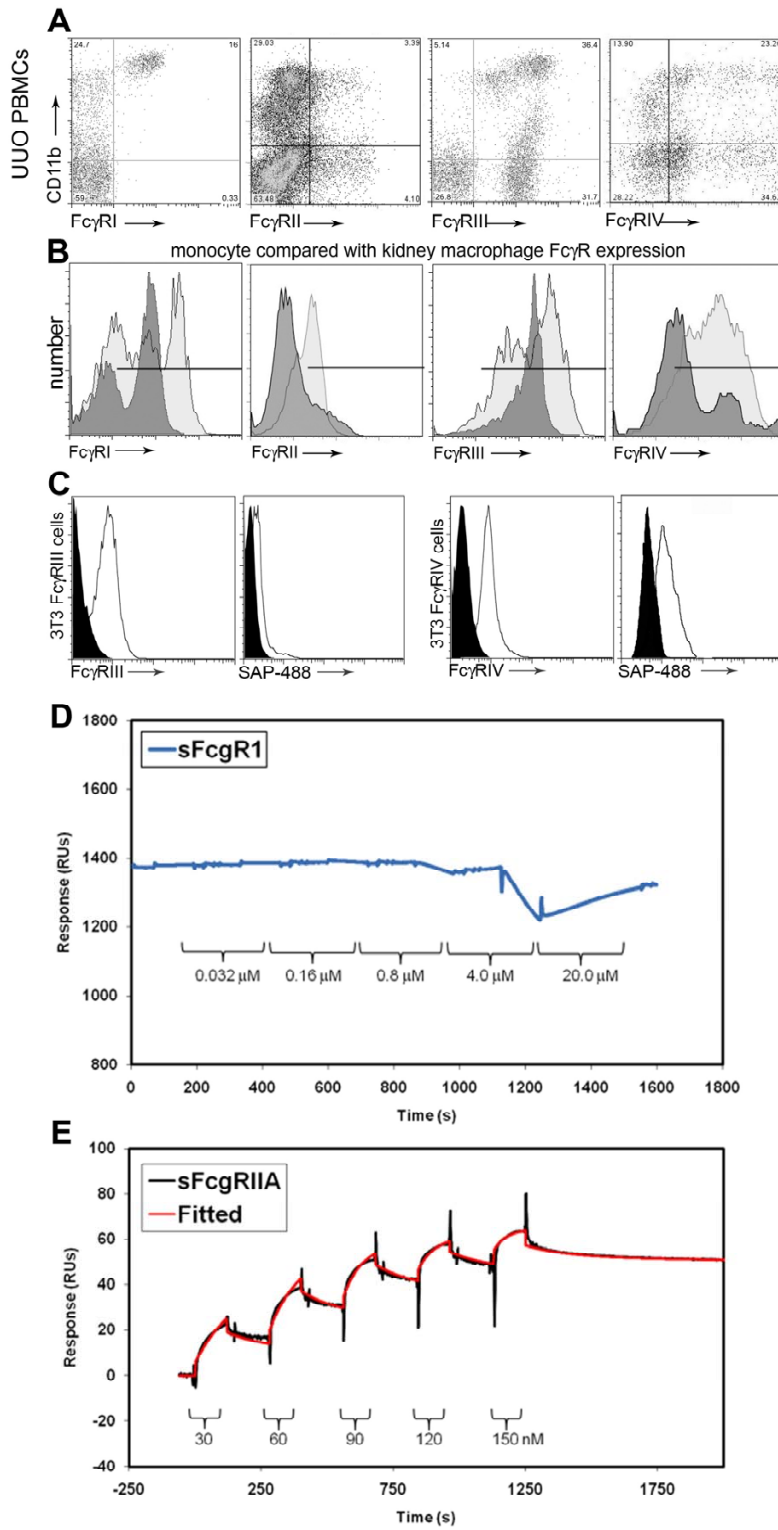 A
UUO PBMCs
CD11b
24.7 16
0.33
FcγRI
29.03 3.39
63.48 4.10
FcγRII
5.14 36.4
26.8 31.7
FcγRIII
13.90
28.22
FcγRIV
B
monocyte compared with kidney macrophage FcγR expression
number
FcγRI
FcγRII
FcγRIII
FcγRIV
C
3T3 FcγRIII cells
FcγRIII
SAP-488
3T3 FcγRIV cells
FcγRIV
SAP-488
D
1800
1600
1400
1200
1000
800
Response (RUs)
sFcgR1
0.032 µM 0.16 µM 0.8 µM 4.0 µM 20.0 µM
0 200 400 600 800 1000 1200 1400 1600 1800
Time (s)
E
100
80
60
40
20
0
-20
-40
Response (RUs)
sFcgRIIA
Fitted
30 60 90 120 150 nM
-250 250 750 1250 1750
Time (s)